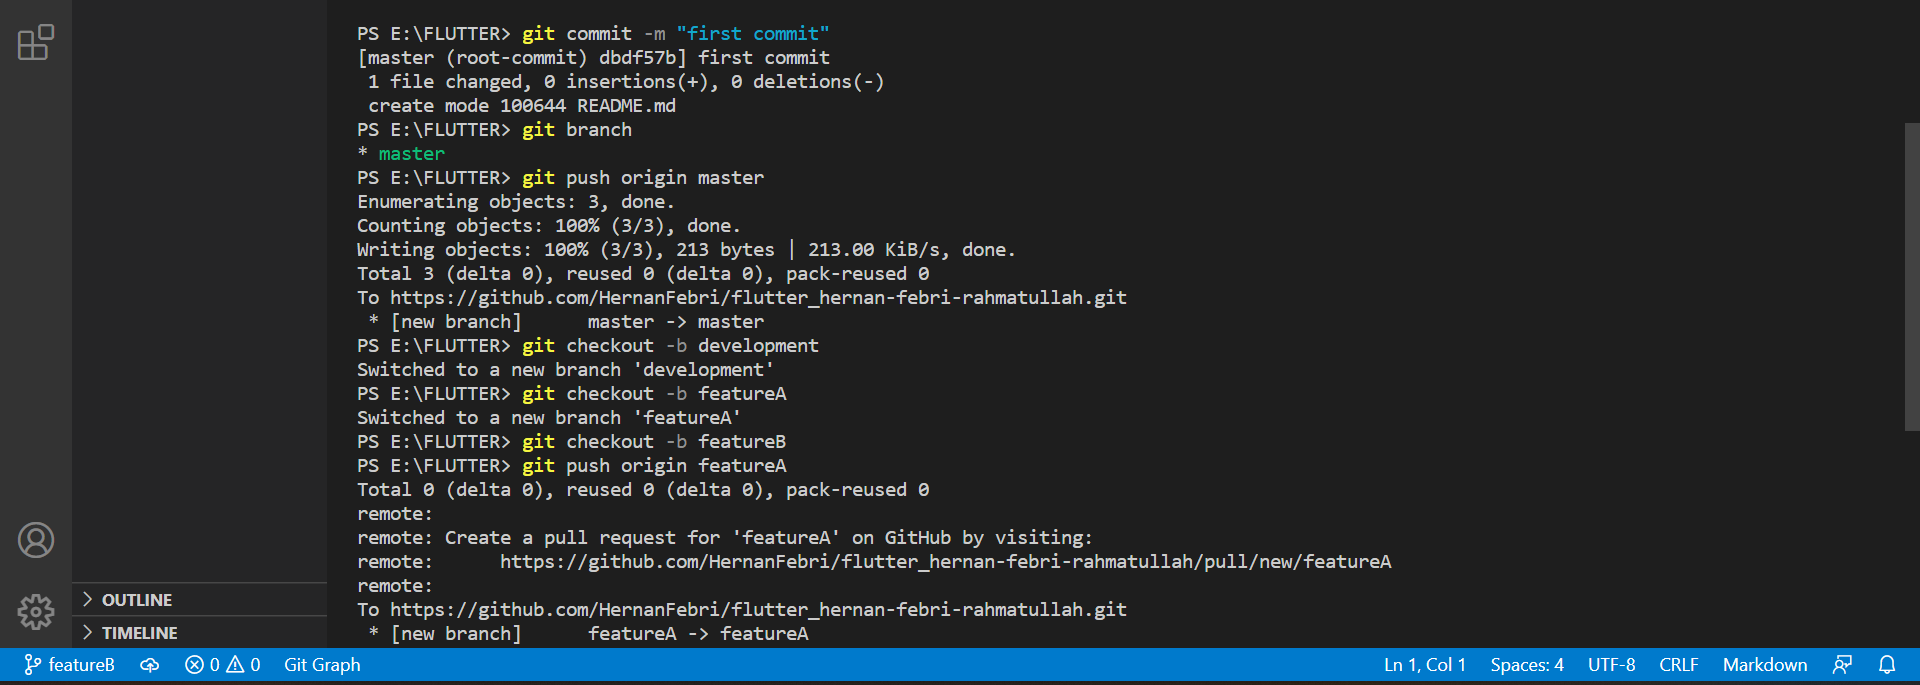 PS E:\FLUTTER> git commit -m "first commit"
[master (root-commit) dbdf57b] first commit
 1 file changed, 0 insertions(+), 0 deletions(-)
 create mode 100644 README.md
PS E:\FLUTTER> git branch
* master
PS E:\FLUTTER> git push origin master
Enumerating objects: 3, done.
Counting objects: 100% (3/3), done.
Writing objects: 100% (3/3), 213 bytes | 213.00 KiB/s, done.
Total 3 (delta 0), reused 0 (delta 0), pack-reused 0
To https://github.com/HernanFebri/flutter_hernan-febri-rahmatullah.git
 * [new branch]      master -> master
PS E:\FLUTTER> git checkout -b development
Switched to a new branch 'development'
PS E:\FLUTTER> git checkout -b featureA
Switched to a new branch 'featureA'
PS E:\FLUTTER> git checkout -b featureB
PS E:\FLUTTER> git push origin featureA
Total 0 (delta 0), reused 0 (delta 0), pack-reused 0
remote:
remote: Create a pull request for 'featureA' on GitHub by visiting:
remote:      https://github.com/HernanFebri/flutter_hernan-febri-rahmatullah/pull/new/featureA
remote:
To https://github.com/HernanFebri/flutter_hernan-febri-rahmatullah.git
 * [new branch]      featureA -> featureA
OUTLINE
TIMELINE
featureB 0 0 Git Graph Ln 1, Col 1 Spaces: 4 UTF-8 CRLF Markdown